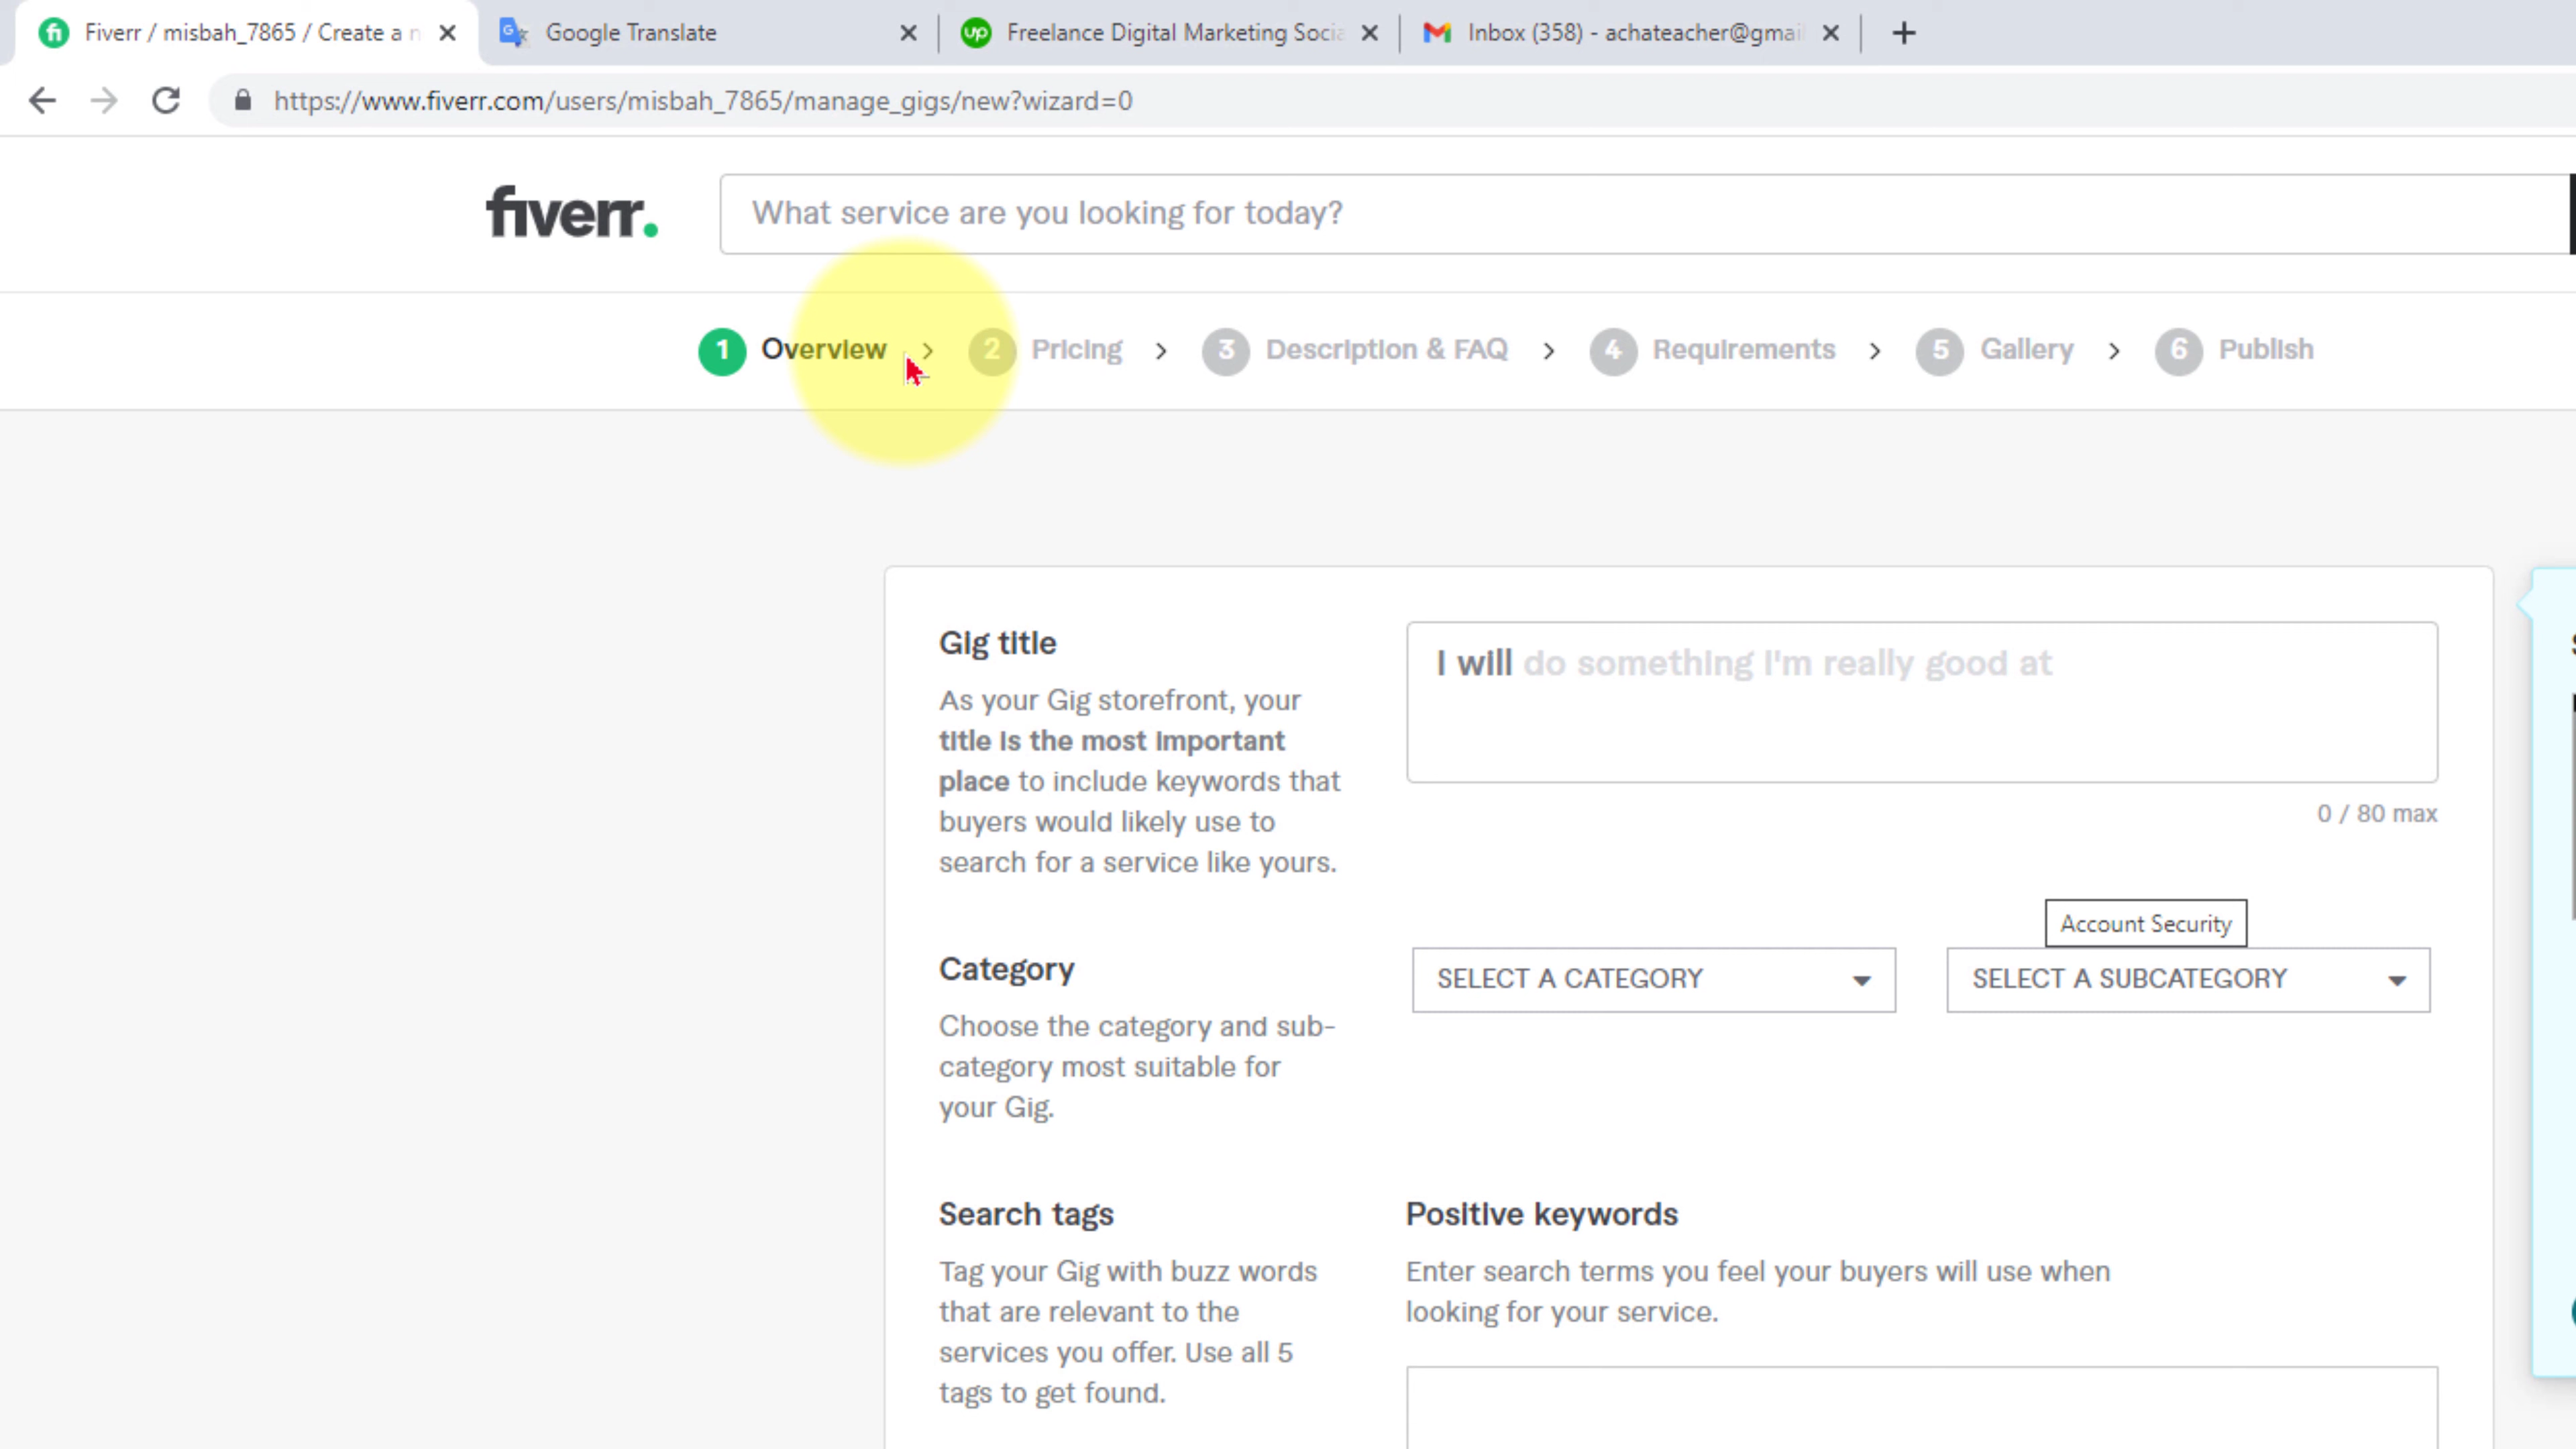 Fiverr / misbah_7865 / Create a n
Google Translate
Freelance Digital Marketing Socia
Inbox (358) - achateacher@gmai
https://www.fiverr.com/users/misbah_7865/manage_gigs/new?wizard=0
fiverr.
What service are you looking for today?
1 Overview > 2 Pricing > 3 Description & FAQ > 4 Requirements > 5 Gallery > 6 Publish
Gig title
As your Gig storefront, your
title is the most important
place to include keywords that
buyers would likely use to
search for a service like yours.
I will do something I'm really good at
0 / 80 max
Account Security
Category
Choose the category and sub-
category most suitable for
your Gig.
SELECT A CATEGORY
SELECT A SUBCATEGORY
Search tags
Tag your Gig with buzz words
that are relevant to the
services you offer. Use all 5
tags to get found.
Positive keywords
Enter search terms you feel your buyers will use when
looking for your service.